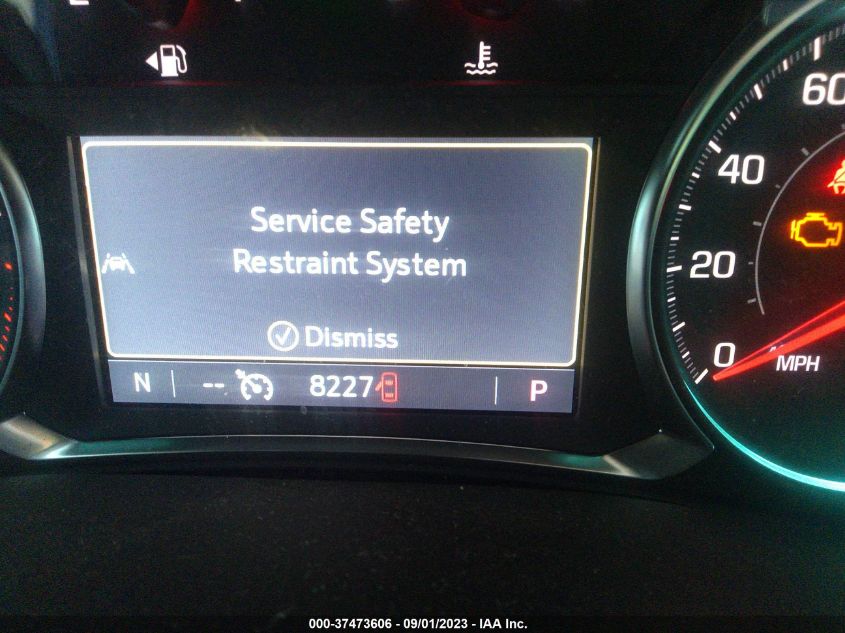 Service Safety
Restraint System
Dismiss
N -- 8227 P
60
40
20
0
MPH
000-37473606 - 09/01/2023 - IAA Inc.